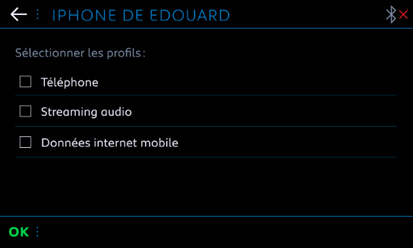 IPHONE DE EDOUARD
Sélectionner les profils :
Téléphone
Streaming audio
Données internet mobile
OK